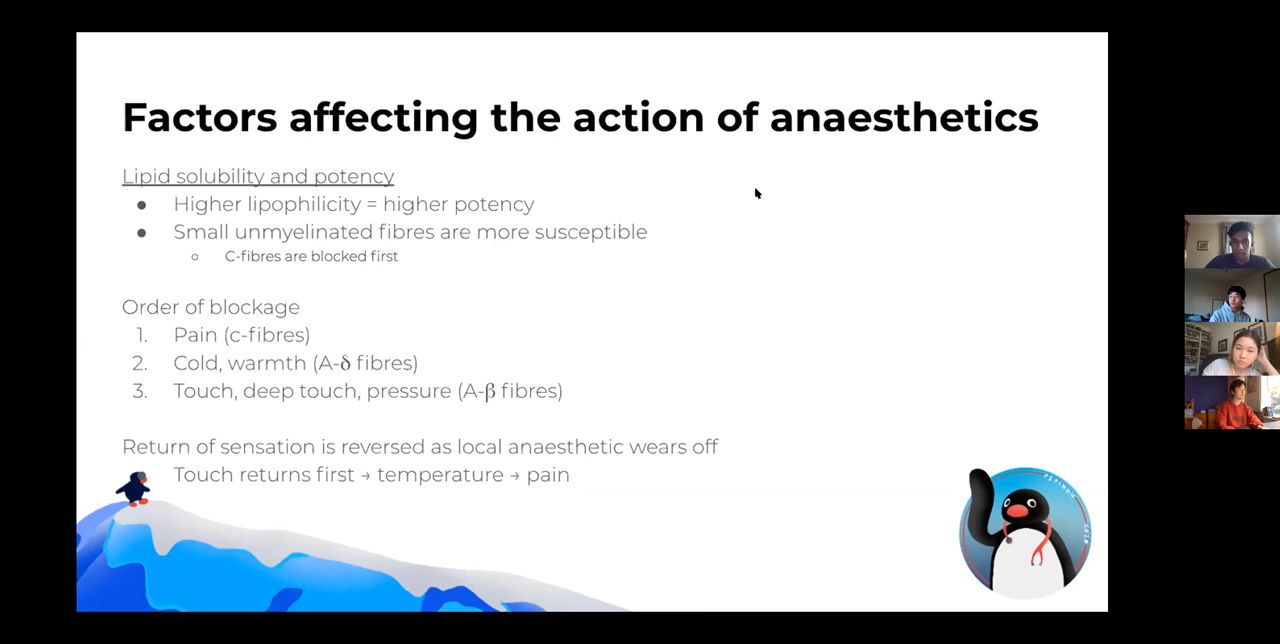 Factors affecting the action of anaesthetics
Lipid solubility and potency
● Higher lipophilicity = higher potency
● Small unmyelinated fibres are more susceptible
○ C-fibres are blocked first
Order of blockage
1. Pain (c-fibres)
2. Cold, warmth (A-δ fibres)
3. Touch, deep touch, pressure (A-β fibres)
Return of sensation is reversed as local anaesthetic wears off
Touch returns first → temperature → pain